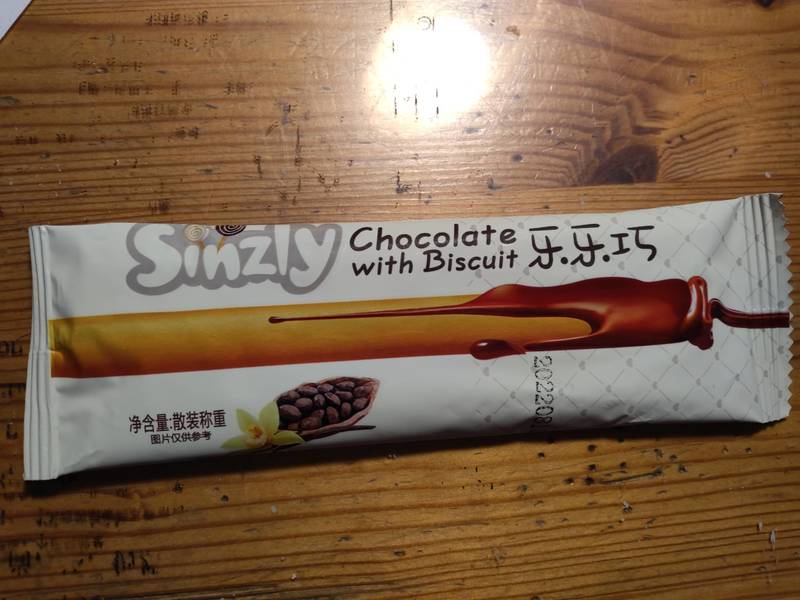 Sinzly
Chocolate
with Biscuit
乐.乐.巧
净含量:散装称重
图片仅供参考